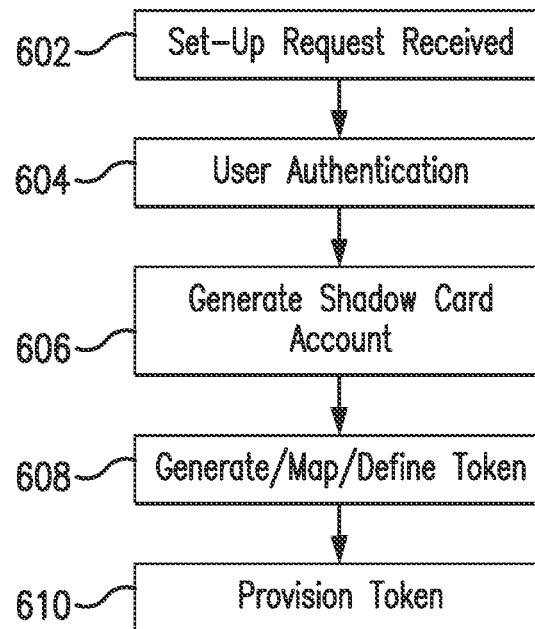 602 Set-Up Request Received
604 User Authentication
606 Generate Shadow Card
Account
608 Generate/Map/Define Token
610 Provision Token